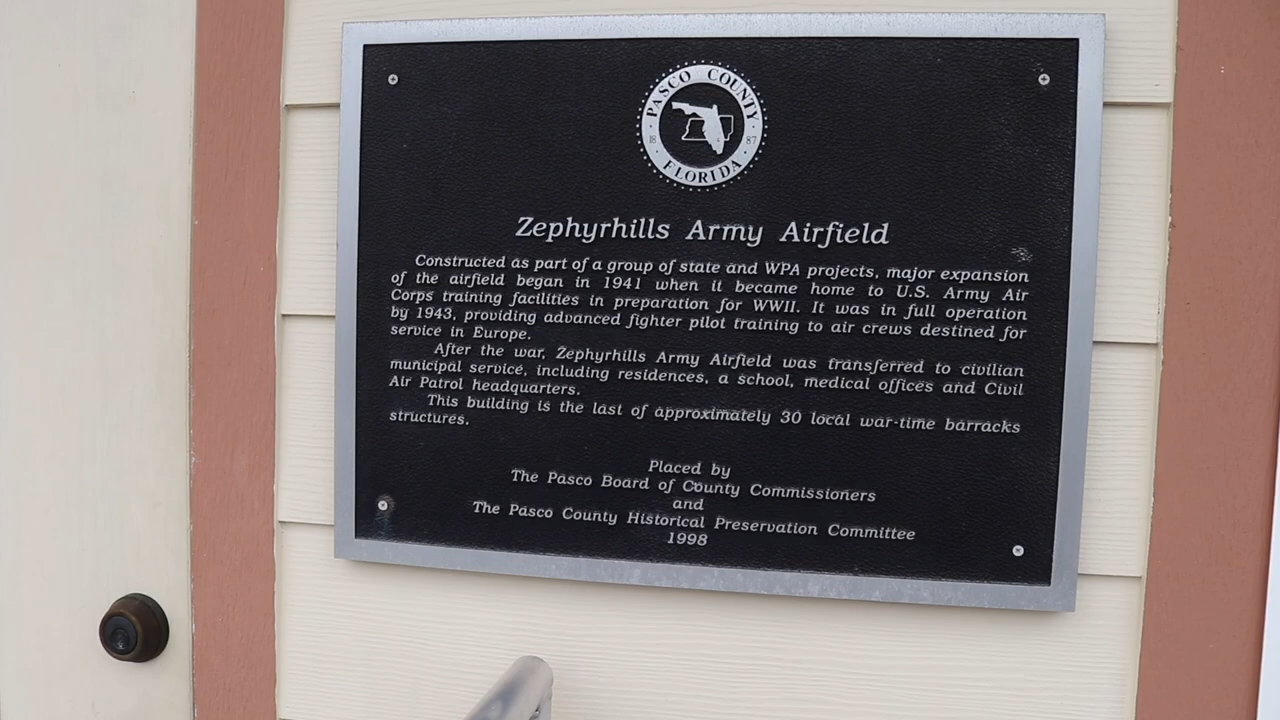 PASCO COUNTY
18 87
FLORIDA
Zephyrhills Army Airfield
Constructed as part of a group of state and WPA projects, major expansion
of the airfield began in 1941 when it became home to U.S. Army Air
Corps training facilities in preparation for WWII. It was in full operation
by 1943, providing advanced fighter pilot training to air crews destined for
service in Europe.
After the war, Zephyrhills Army Airfield was transferred to civilian
municipal service, including residences, a school, medical offices and Civil
Air Patrol headquarters.
This building is the last of approximately 30 local war-time barracks
structures.
Placed by
The Pasco Board of County Commissioners
and
The Pasco County Historical Preservation Committee
1998